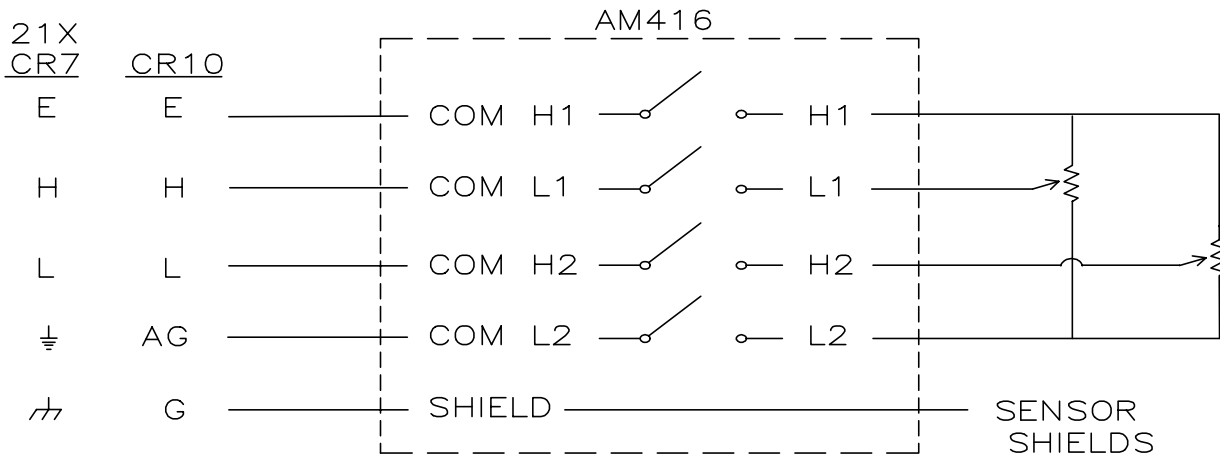 AM416
21X
CR7 CR10
E E COM H1 H1
H H COM L1 L1
L L COM H2 H2
AG COM L2 L2
G SHIELD SENSOR
SHIELDS